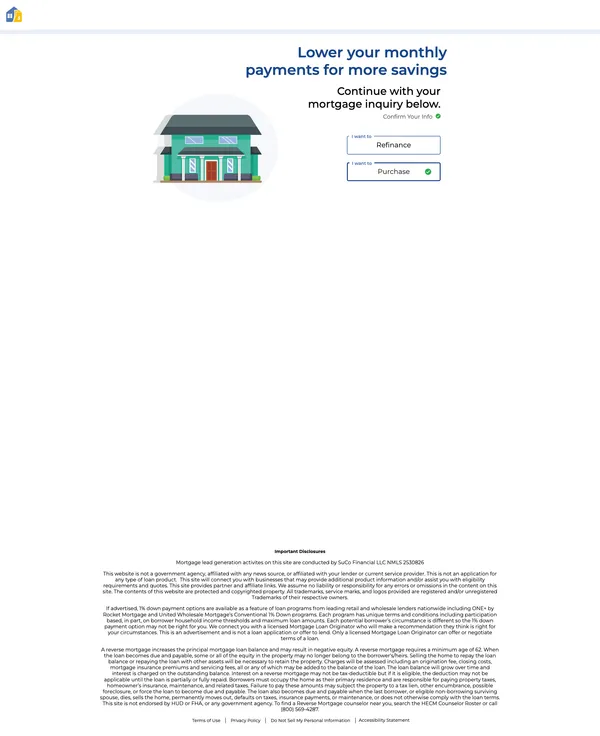 Lower your monthly
payments for more savings
Continue with your
mortgage inquiry below.
Confirm Your Info
I want to
Refinance
I want to
Purchase
Important Disclosures
Mortgage lead generation activites on this site are conducted by SuCo Financial LLC NMLS 2530826
This website is not a government agency, affiliated with any news source, or affiliated with your lender or current service provider. This is not an application for
any type of loan product. This site will connect you with businesses that may provide additional product information and/or assist you with eligibility
requirements and quotes. This site provides partner and affiliate links. We assume no liability or responsibility for any errors or omissions in the content on this
site. The contents of this website are protected and copyrighted property. All trademarks, service marks, and logos provided are registered and/or unregistered
Trademarks of their respective owners.
If advertised, 1% down payment options are available as a feature of loan programs from leading retail and wholesale lenders nationwide including ONE+ by
Rocket Mortgage and United Wholesale Mortgage's Conventional 1% Down programs. Each program has unique terms and conditions including participation
based, in part, on borrower household income thresholds and maximum loan amounts. Each potential borrower's circumstance is different so the 1% down
payment option may not be right for you. We connect you with a licensed Mortgage Loan Originator who will make a recommendation they think is right for
your circumstances. This is an advertisement and is not a loan application or offer to lend. Only a licensed Mortgage Loan Originator can offer or negotiate
terms of a loan.
A reverse mortgage increases the principal mortgage loan balance and may result in negative equity. A reverse mortgage requires a minimum age of 62. When
the loan becomes due and payable, some or all of the equity in the property may no longer belong to the borrower/heirs. Selling the home to repay the loan
balance or repaying the loan with other assets will be necessary to retain the property. Charges will be assessed including an origination fee, closing costs,
mortgage insurance premiums and servicing fees, all or any of which may be added to the balance of the loan. The loan balance will grow over time and
interest is charged on the outstanding balance. Interest on a reverse mortgage may not be tax-deductible but if it is eligible, the deduction may not be
applicable until the loan is partially or fully repaid. Borrowers must occupy the home as their primary residence and are responsible for paying property taxes,
homeowner's insurance, maintenance, and related taxes. Failure to pay these amounts may subject the property to a tax lien, other encumbrance, possible
foreclosure, or force the loan to become due and payable. The loan also becomes due and payable when the last borrower, or eligible non-borrowing surviving
spouse, dies, sells the home, permanently moves out, defaults on taxes, insurance payments, or maintenance, or does not otherwise comply with the loan terms.
This site is not endorsed by HUD or FHA, or any government agency. To find a Reverse Mortgage counselor near you, search the HECM Counselor Roster or call
(800) 569-4287.
Terms of Use | Privacy Policy | Do Not Sell My Personal Information | Accessibility Statement